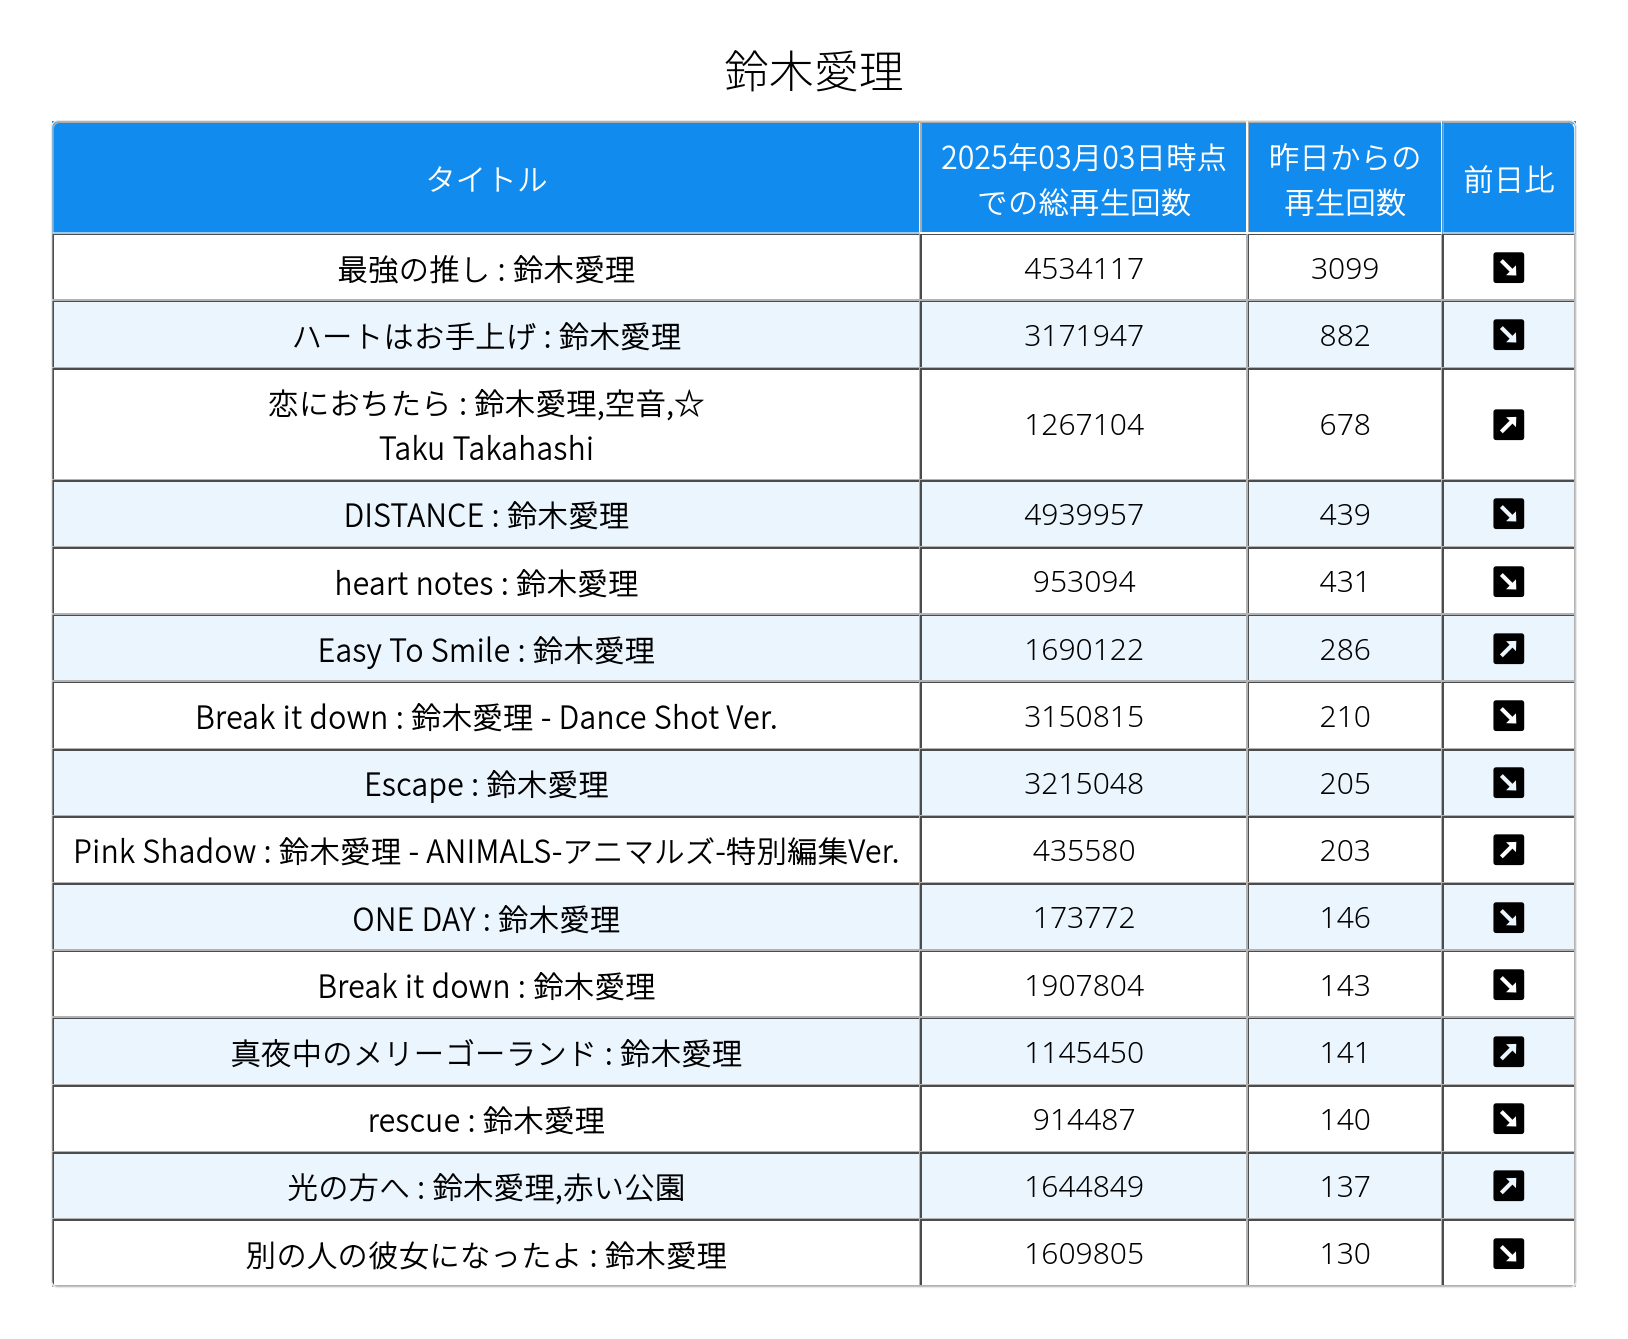 鈴木愛理
タイトル
2025年03月03日時点
での総再生回数
昨日からの
再生回数
前日比
最強の推し : 鈴木愛理 4534117 3099
ハートはお手上げ : 鈴木愛理 3171947 882
恋におちたら : 鈴木愛理,空音,☆
Taku Takahashi 1267104 678
DISTANCE : 鈴木愛理 4939957 439
heart notes : 鈴木愛理 953094 431
Easy To Smile : 鈴木愛理 1690122 286
Break it down : 鈴木愛理 - Dance Shot Ver. 3150815 210
Escape : 鈴木愛理 3215048 205
Pink Shadow : 鈴木愛理 - ANIMALS-アニマルズ-特別編集Ver. 435580 203
ONE DAY : 鈴木愛理 173772 146
Break it down : 鈴木愛理 1907804 143
真夜中のメリーゴーランド : 鈴木愛理 1145450 141
rescue : 鈴木愛理 914487 140
光の方へ : 鈴木愛理,赤い公園 1644849 137
別の人の彼女になったよ : 鈴木愛理 1609805 130